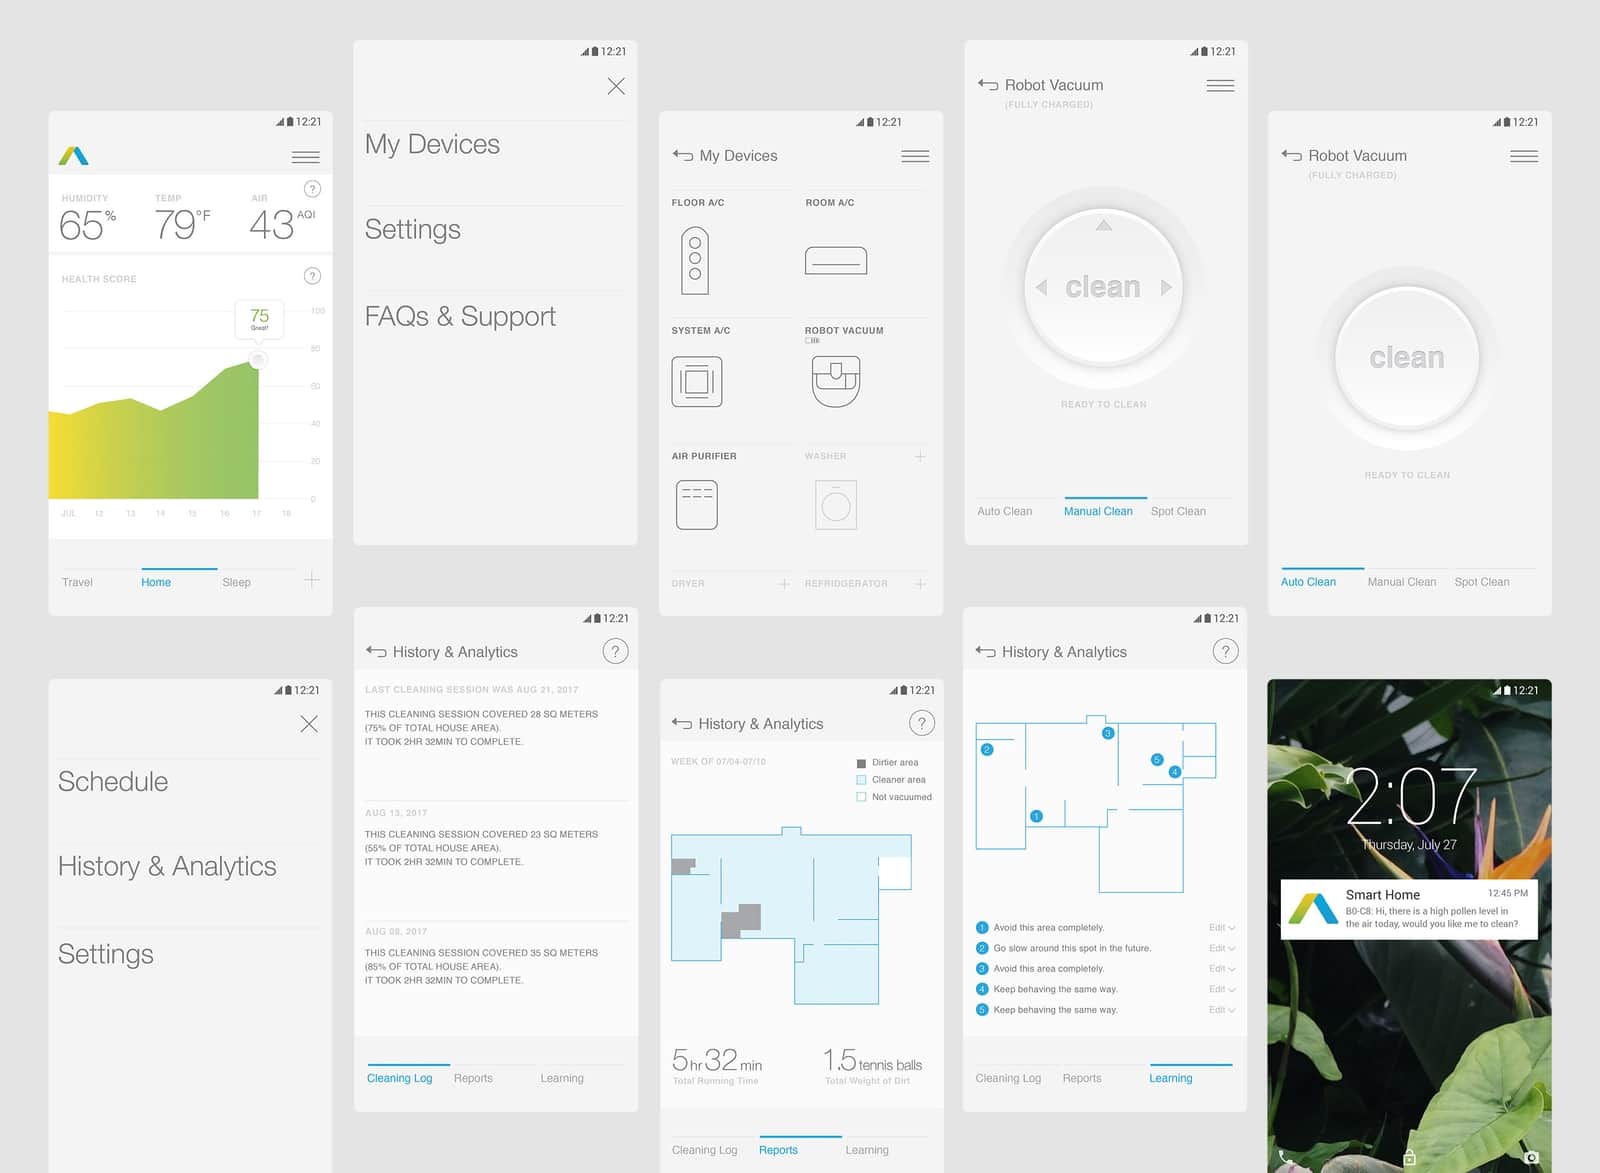 12:21
HUMIDITY TEMP AIR ?
65% 79°F 43 AQI
HEALTH SCORE ?
100
75
Great!
80
60
40
20
0
JUL 12 13 14 15 16 17 18
Travel Home Sleep +
12:21
My Devices
Settings
FAQs & Support
12:21
My Devices
FLOOR A/C ROOM A/C
SYSTEM A/C ROBOT VACUUM
AIR PURIFIER WASHER +
DRYER + REFRIDGERATOR +
12:21
Robot Vacuum
(FULLY CHARGED)
clean
READY TO CLEAN
Auto Clean Manual Clean Spot Clean
12:21
Robot Vacuum
(FULLY CHARGED)
clean
READY TO CLEAN
Auto Clean Manual Clean Spot Clean
12:21
Schedule
History & Analytics
Settings
12:21
History & Analytics ?
LAST CLEANING SESSION WAS AUG 21, 2017
THIS CLEANING SESSION COVERED 28 SQ METERS
(75% OF TOTAL HOUSE AREA).
IT TOOK 2HR 32MIN TO COMPLETE.
AUG 13, 2017
THIS CLEANING SESSION COVERED 23 SQ METERS
(55% OF TOTAL HOUSE AREA).
IT TOOK 2HR 32MIN TO COMPLETE.
AUG 08, 2017
THIS CLEANING SESSION COVERED 35 SQ METERS
(85% OF TOTAL HOUSE AREA).
IT TOOK 2HR 32MIN TO COMPLETE.
Cleaning Log Reports Learning
12:21
History & Analytics ?
WEEK OF 07/04-07/10
Dirtier area
Cleaner area
Not vacuumed
5hr 32min 1.5 tennis balls
Total Running Time Total Weight of Dirt
Cleaning Log Reports Learning
12:21
History & Analytics ?
3
2
5
4
1
1 Avoid this area completely. Edit
2 Go slow around this spot in the future. Edit
3 Avoid this area completely. Edit
4 Keep behaving the same way. Edit
5 Keep behaving the same way. Edit
Cleaning Log Reports Learning
12:21
2:07
Thursday, July 27
Smart Home 12:45 PM
B0-C8: Hi, there is a high pollen level in
the air today, would you like me to clean?